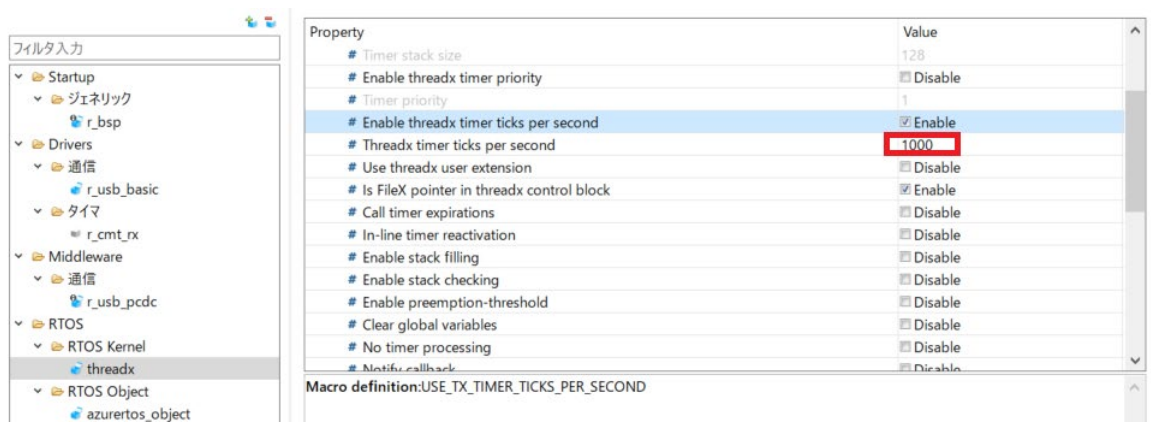 フィルタ入力
Startup
ジェネリック
r_bsp
Drivers
通信
r_usb_basic
タイマ
r_cmt_rx
Middleware
通信
r_usb_pcdc
RTOS
RTOS Kernel
threadx
RTOS Object
azurertos_object
Property Value
# Timer stack size 128
# Enable threadx timer priority Disable
# Timer priority 1
# Enable threadx timer ticks per second Enable
# Threadx timer ticks per second 1000
# Use threadx user extension Disable
# Is FileX pointer in threadx control block Enable
# Call timer expirations Disable
# In-line timer reactivation Disable
# Enable stack filling Disable
# Enable stack checking Disable
# Enable preemption-threshold Disable
# Clear global variables Disable
# No timer processing Disable
# Notify callback Disable
Macro definition:USE_TX_TIMER_TICKS_PER_SECOND